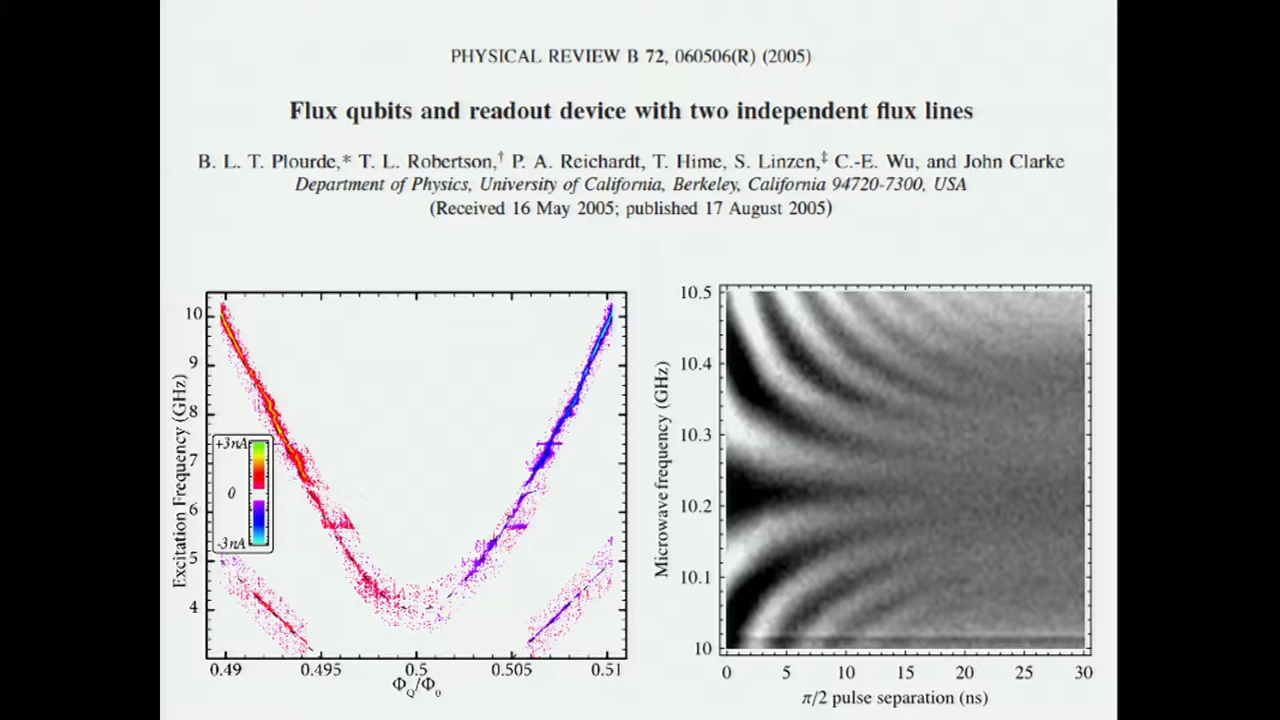 PHYSICAL REVIEW B 72, 060506(R) (2005)
Flux qubits and readout device with two independent flux lines
B. L. T. Plourde,* T. L. Robertson,† P. A. Reichardt, T. Hime, S. Linzen,‡ C.-E. Wu, and John Clarke
Department of Physics, University of California, Berkeley, California 94720-7300, USA
(Received 16 May 2005; published 17 August 2005)
Excitation Frequency (GHz)
10
9
8
7
6
5
4
+3nA
0
-3nA
0.49 0.495 0.5 0.505 0.51
Φ_Q/Φ_0
Microwave frequency (GHz)
10.5
10.4
10.3
10.2
10.1
10
0 5 10 15 20 25 30
π/2 pulse separation (ns)